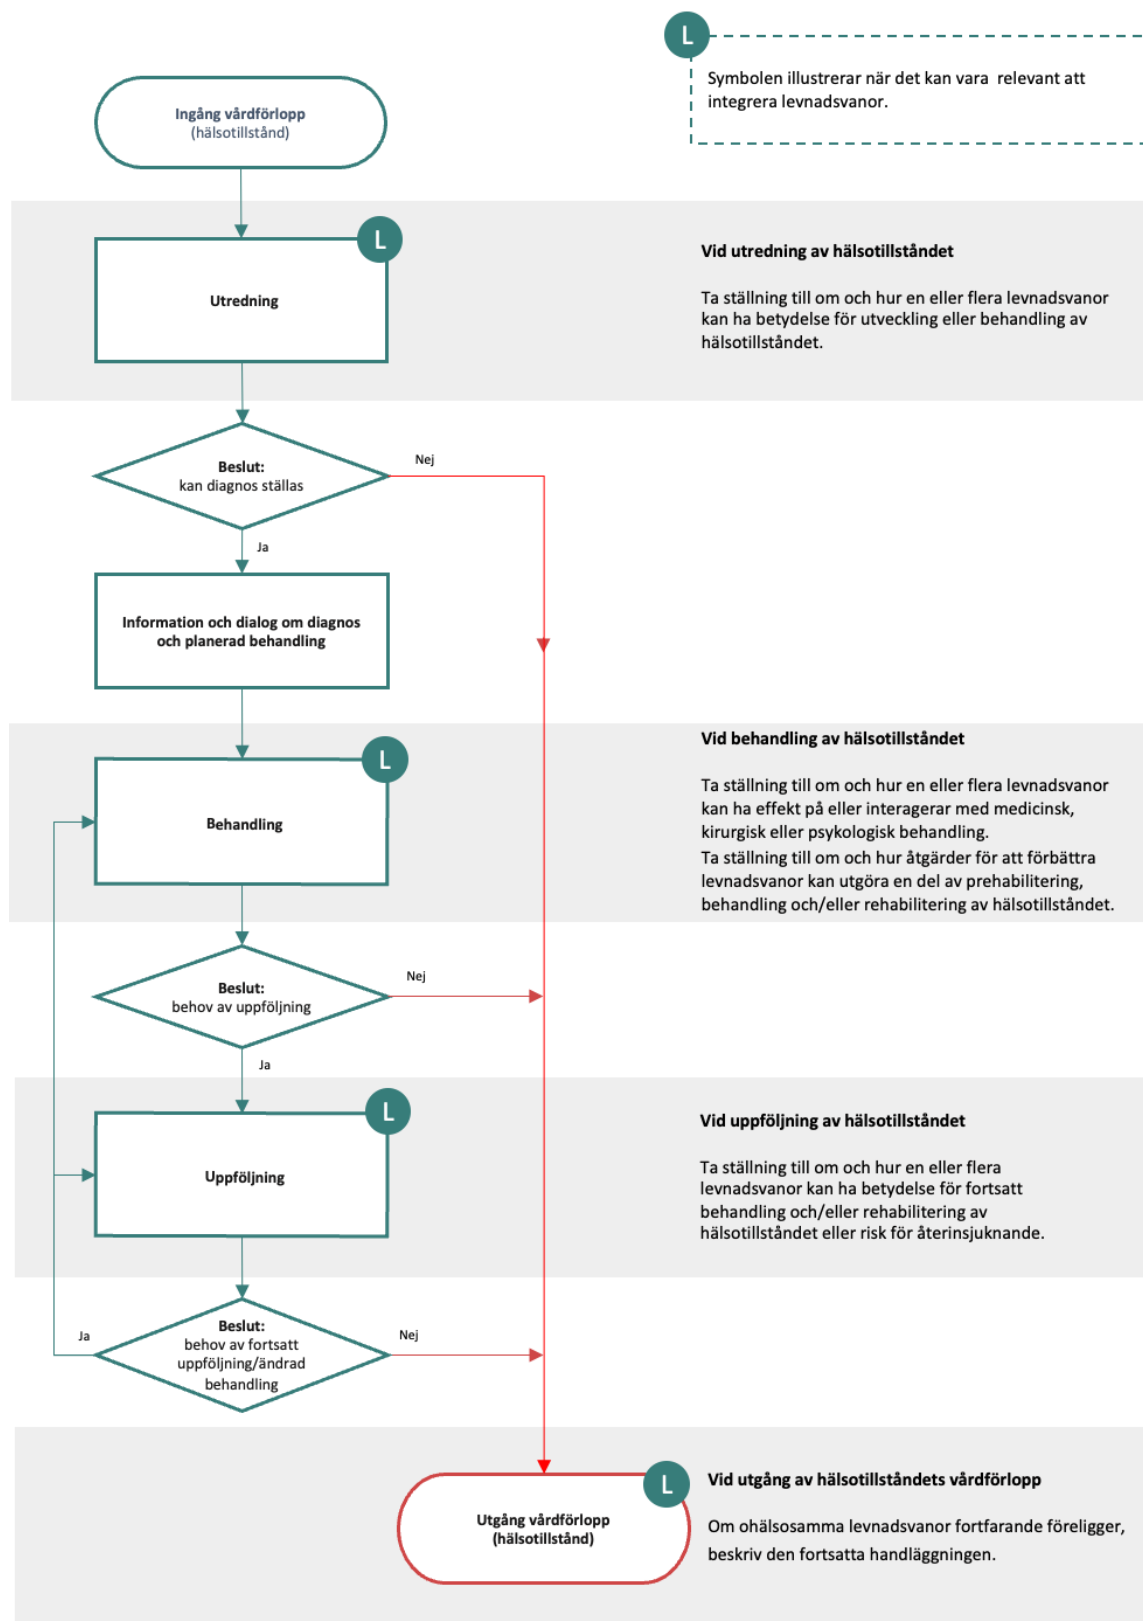 L
Symbolen illustrerar när det kan vara relevant att
integrera levnadsvanor.
Ingång vårdförlopp
(hälsotillstånd)
L
Utredning
Vid utredning av hälsotillståndet
Ta ställning till om och hur en eller flera levnadsvanor
kan ha betydelse för utveckling eller behandling av
hälsotillståndet.
Beslut:
kan diagnos ställas
Nej
Ja
Information och dialog om diagnos
och planerad behandling
L
Behandling
Vid behandling av hälsotillståndet
Ta ställning till om och hur en eller flera levnadsvanor
kan ha effekt på eller interagerar med medicinsk,
kirurgisk eller psykologisk behandling.
Ta ställning till om och hur åtgärder för att förbättra
levnadsvanor kan utgöra en del av prehabilitering,
behandling och/eller rehabilitering av hälsotillståndet.
Beslut:
behov av uppföljning
Nej
Ja
L
Uppföljning
Vid uppföljning av hälsotillståndet
Ta ställning till om och hur en eller flera
levnadsvanor kan ha betydelse för fortsatt
behandling och/eller rehabilitering av
hälsotillståndet eller risk för återinsjuknande.
Ja
Beslut:
behov av fortsatt
uppföljning/ändrad
behandling
Nej
L
Utgång vårdförlopp
(hälsotillstånd)
Vid utgång av hälsotillståndets vårdförlopp
Om ohälsosamma levnadsvanor fortfarande föreligger,
beskriv den fortsatta handläggningen.